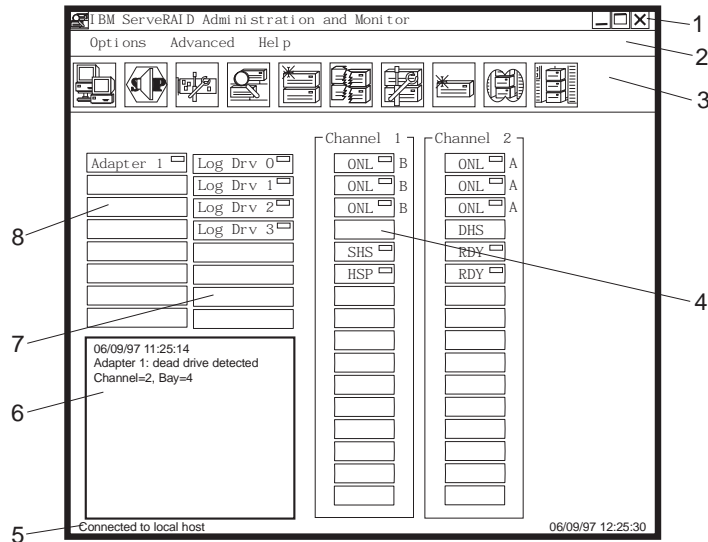 IBM ServeRAID Administration and Monitor
1
Options Advanced Help
2
3
Channel 1 Channel 2
Adapter 1 Log Drv 0 ONL B ONL A
Log Drv 1 ONL B ONL A
8 Log Drv 2 ONL B ONL A
Log Drv 3 DHS
SHS RDY
HSP RDY
4
7
06/09/97 11:25:14
Adapter 1: dead drive detected
Channel=2, Bay=4
6
5 Connected to local host 06/09/97 12:25:30